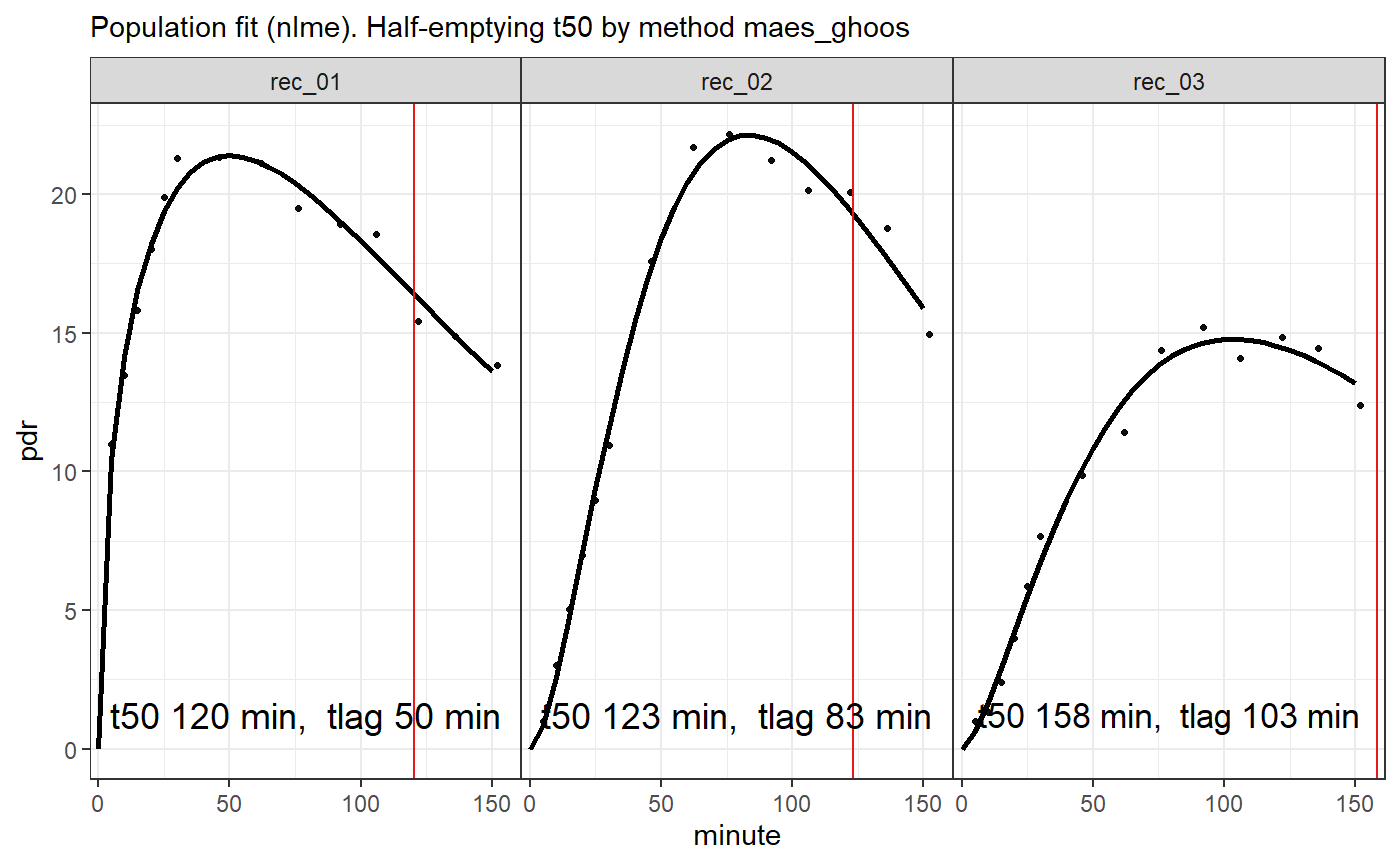 Population fit (nlme). Half-emptying t50 by method maes_ghoos
rec_01 rec_02 rec_03
pdr
20
15
10
5
0
t50 120 min,  tlag 50 min
t50 123 min,  tlag 83 min
t50 158 min,  tlag 103 min
0 50 100 150 0 50 100 150 0 50 100 150
minute